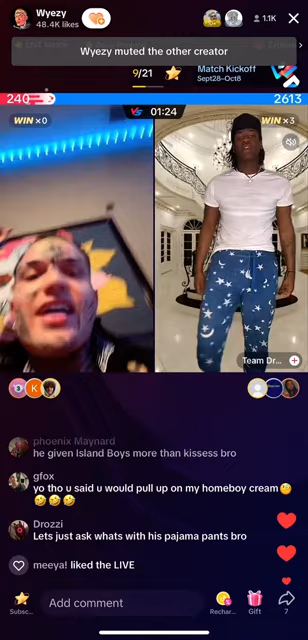 Wyezy
48.4K likes
1.1K
Wyezy muted the other creator
9/21
Match Kickoff
Sept28-Oct8
240
2613
VS
01:24
WIN ×0
WIN ×3
Team Dr...
K
phoenix Maynard
he given Island Boys more than kissess bro
gfox
yo tho u said u would pull up on my homeboy cream🧐
🤣🤣🤣
Drozzi
Lets just ask whats with his pajama pants bro
meeya! liked the LIVE
Subsc...
Add comment
Rechar...
Gift
7